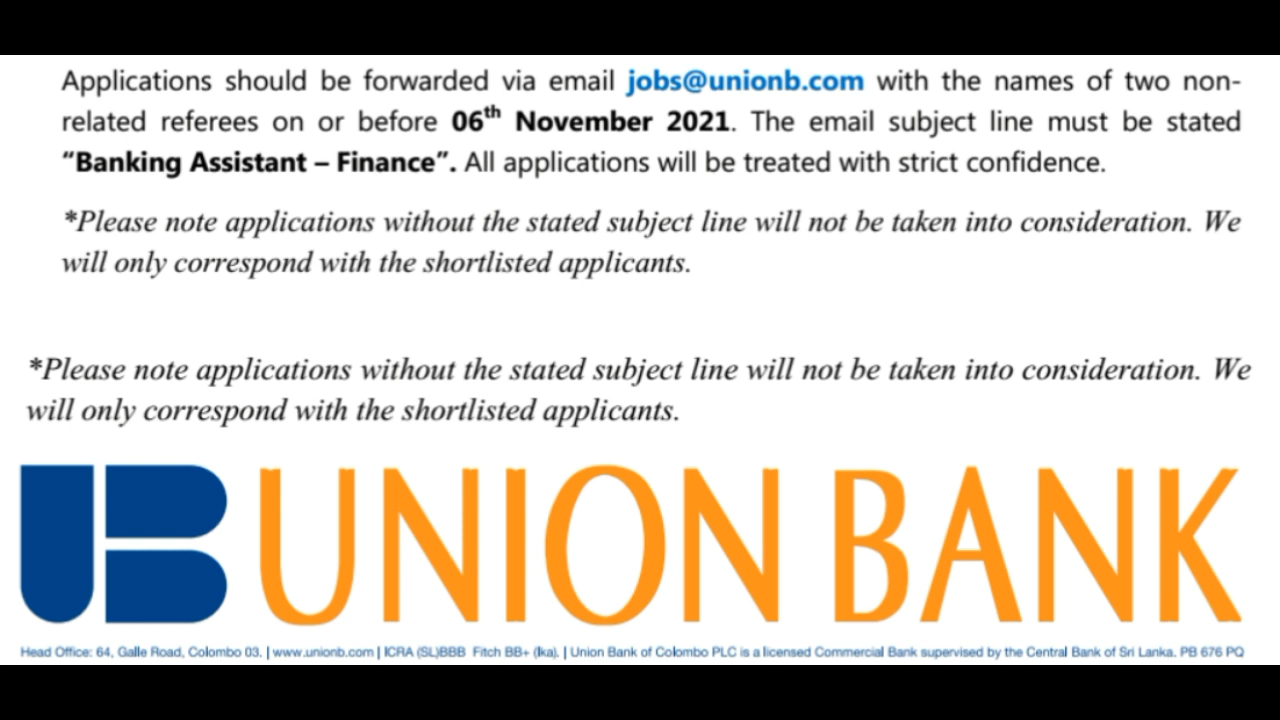 Applications should be forwarded via email jobs@unionb.com with the names of two non-
related referees on or before 06th November 2021. The email subject line must be stated
“Banking Assistant – Finance”. All applications will be treated with strict confidence.
*Please note applications without the stated subject line will not be taken into consideration. We
will only correspond with the shortlisted applicants.
*Please note applications without the stated subject line will not be taken into consideration. We
will only correspond with the shortlisted applicants.
UB UNION BANK
Head Office: 64, Galle Road, Colombo 03. | www.unionb.com | ICRA (SL)BBB Fitch BB+ (lka). | Union Bank of Colombo PLC is a licensed Commercial Bank supervised by the Central Bank of Sri Lanka. PB 676 PQ